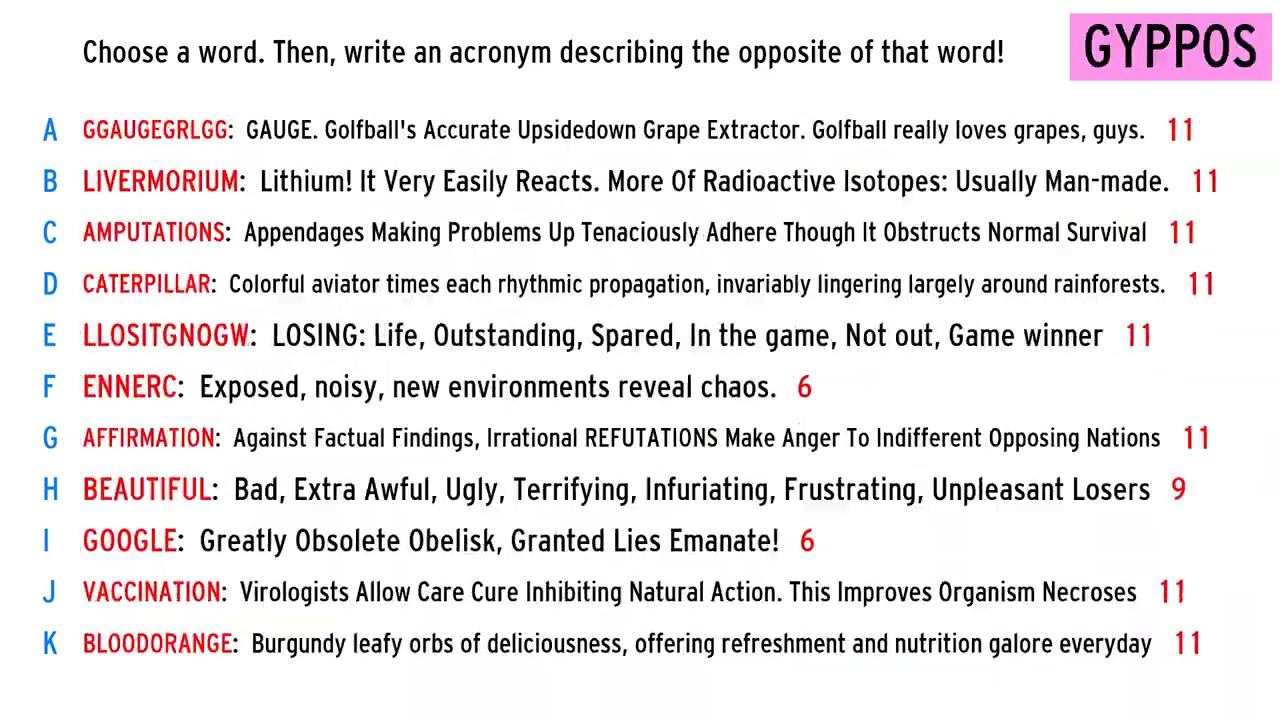 Choose a word. Then, write an acronym describing the opposite of that word!
GYPPOS
A GGAUGEGRLGG: GAUGE. Golfball's Accurate Upsidedown Grape Extractor. Golfball really loves grapes, guys. 11
B LIVERMORIUM: Lithium! It Very Easily Reacts. More Of Radioactive Isotopes: Usually Man-made. 11
C AMPUTATIONS: Appendages Making Problems Up Tenaciously Adhere Though It Obstructs Normal Survival 11
D CATERPILLAR: Colorful aviator times each rhythmic propagation, invariably lingering largely around rainforests. 11
E LLOSITGNOGW: LOSING: Life, Outstanding, Spared, In the game, Not out, Game winner 11
F ENNERC: Exposed, noisy, new environments reveal chaos. 6
G AFFIRMATION: Against Factual Findings, Irrational REFUTATIONS Make Anger To Indifferent Opposing Nations 11
H BEAUTIFUL: Bad, Extra Awful, Ugly, Terrifying, Infuriating, Frustrating, Unpleasant Losers 9
I GOOGLE: Greatly Obsolete Obelisk, Granted Lies Emanate! 6
J VACCINATION: Virologists Allow Care Cure Inhibiting Natural Action. This Improves Organism Necroses 11
K BLOODORANGE: Burgundy leafy orbs of deliciousness, offering refreshment and nutrition galore everyday 11